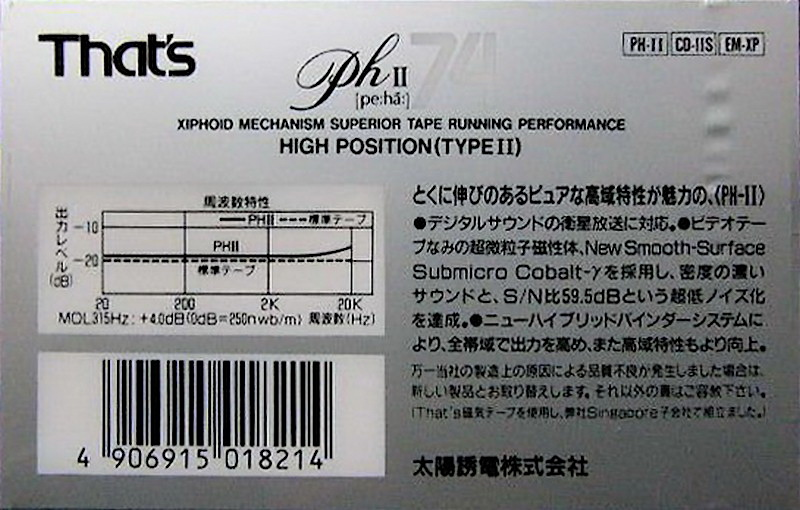 That's
Ph II 74
[pe:há:]
PH-II CO-IIS EM-XP
XIPHOID MECHANISM SUPERIOR TAPE RUNNING PERFORMANCE
HIGH POSITION(TYPE II)
周波数特性
PHII 標準テープ
出力レベル(dB)
-10
PHII
-20
標準テープ
20 200 2K 20K
MOL315Hz:+4.0dB(0dB=250nwb/m) 周波数(Hz)
4 906915 018214
とくに伸びのあるピュアな高域特性が魅力の、〈PH-II〉
●デジタルサウンドの衛星放送に対応。●ビデオテー
プなみの超微粒子磁性体、New Smooth-Surface
Submicro Cobalt-γを採用し、密度の濃い
サウンドと、S/N比59.5dBという超低ノイズ化
を達成。●ニューハイブリッドバインダーシステムに
より、全帯域で出力を高め、また高域特性もより向上。
万一当社の製造上の原因による品質不良が発生しました場合は、
新しい製品とお取り替えします。それ以外の責はご容赦下さい。
(That's磁気テープを使用し、弊社Singapore子会社で組立ました。)
太陽誘電株式会社